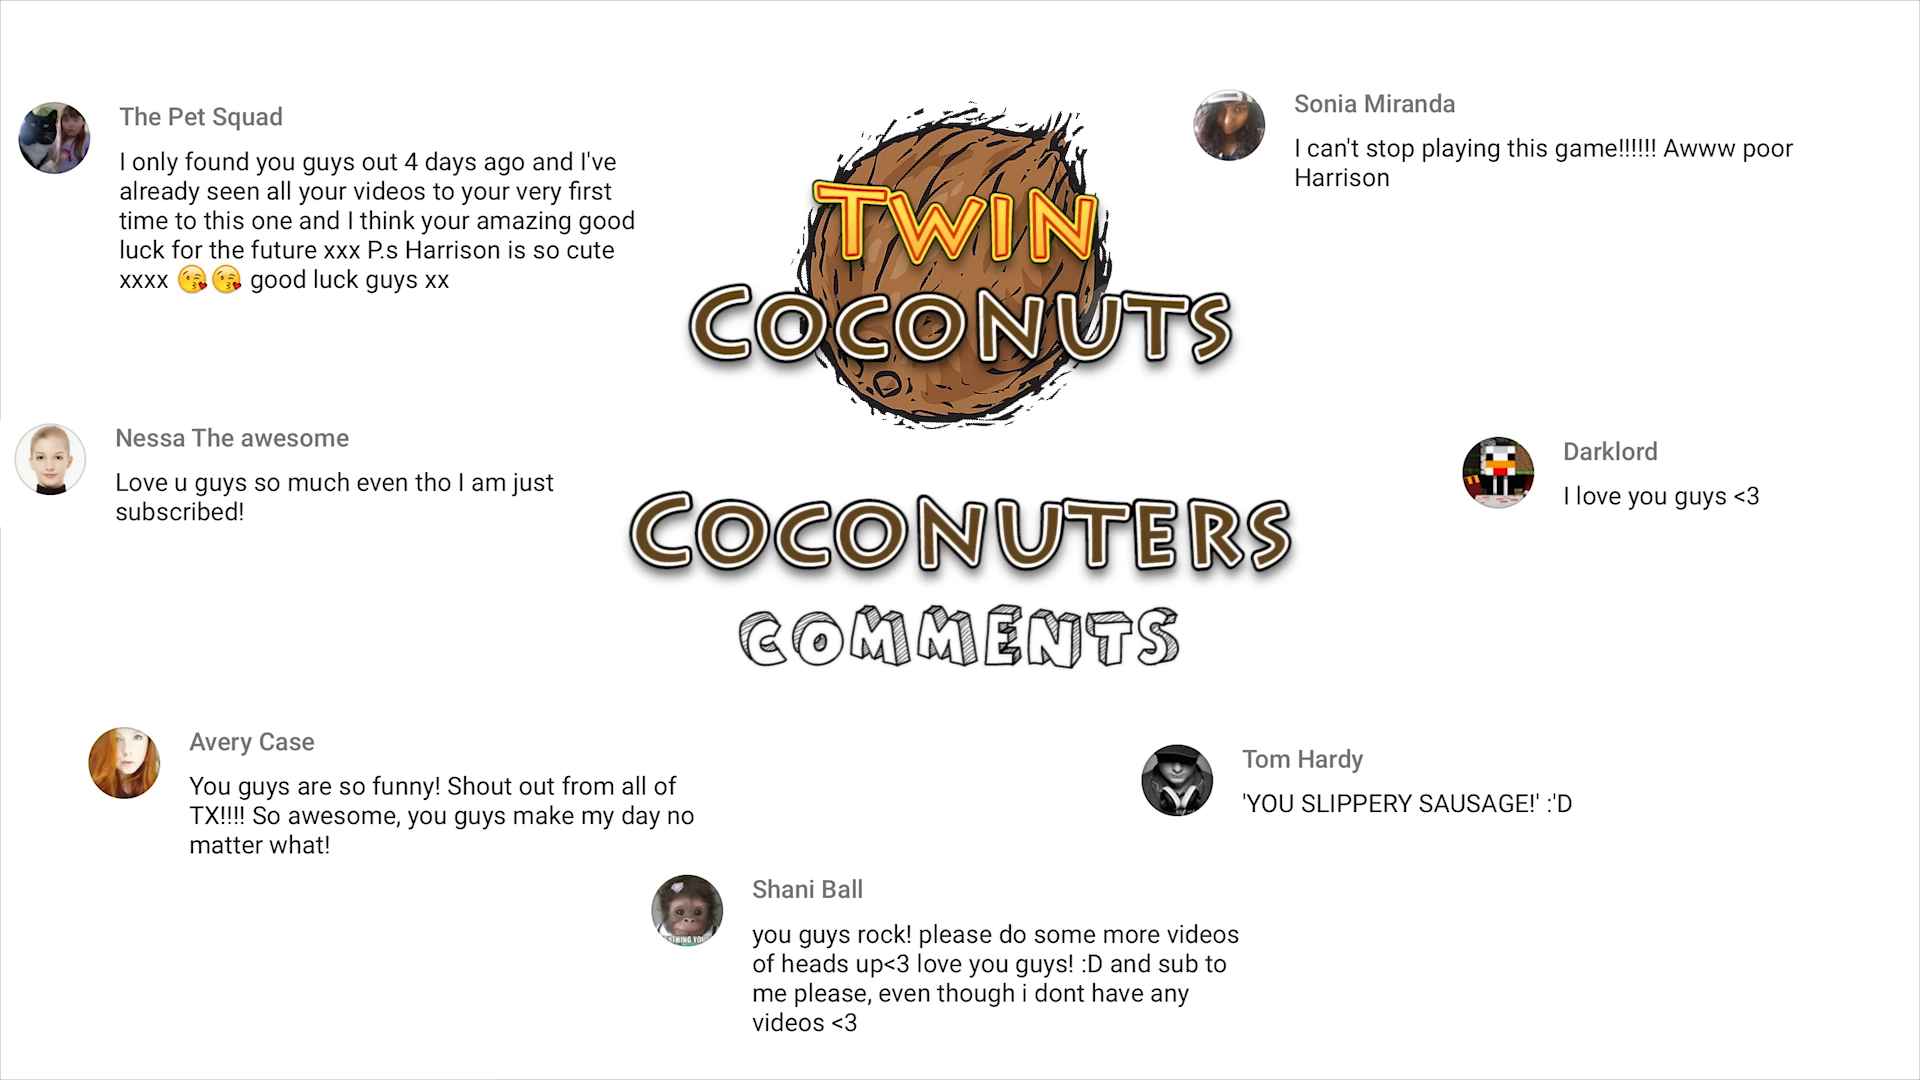 The Pet Squad
I only found you guys out 4 days ago and I've
already seen all your videos to your very first
time to this one and I think your amazing good
luck for the future xxx P.s Harrison is so cute
xxxx 😘😘 good luck guys xx
Sonia Miranda
I can't stop playing this game!!!!!! Awww poor
Harrison
TWIN
COCONUTS
Nessa The awesome
Love u guys so much even tho I am just
subscribed!
Darklord
I love you guys <3
COCONUTERS
COMMENTS
Avery Case
You guys are so funny! Shout out from all of
TX!!!! So awesome, you guys make my day no
matter what!
Tom Hardy
'YOU SLIPPERY SAUSAGE!' :'D
Shani Ball
you guys rock! please do some more videos
of heads up<3 love you guys! :D and sub to
me please, even though i dont have any
videos <3